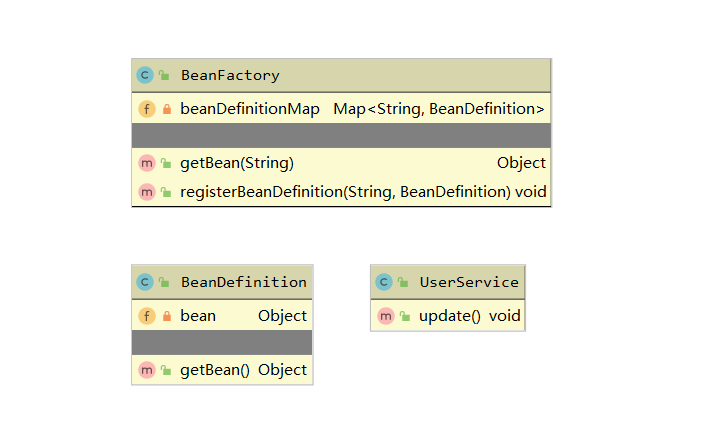 C BeanFactory
f beanDefinitionMap Map<String, BeanDefinition>
m getBean(String) Object
m registerBeanDefinition(String, BeanDefinition) void
C BeanDefinition
f bean Object
m getBean() Object
C UserService
m update() void